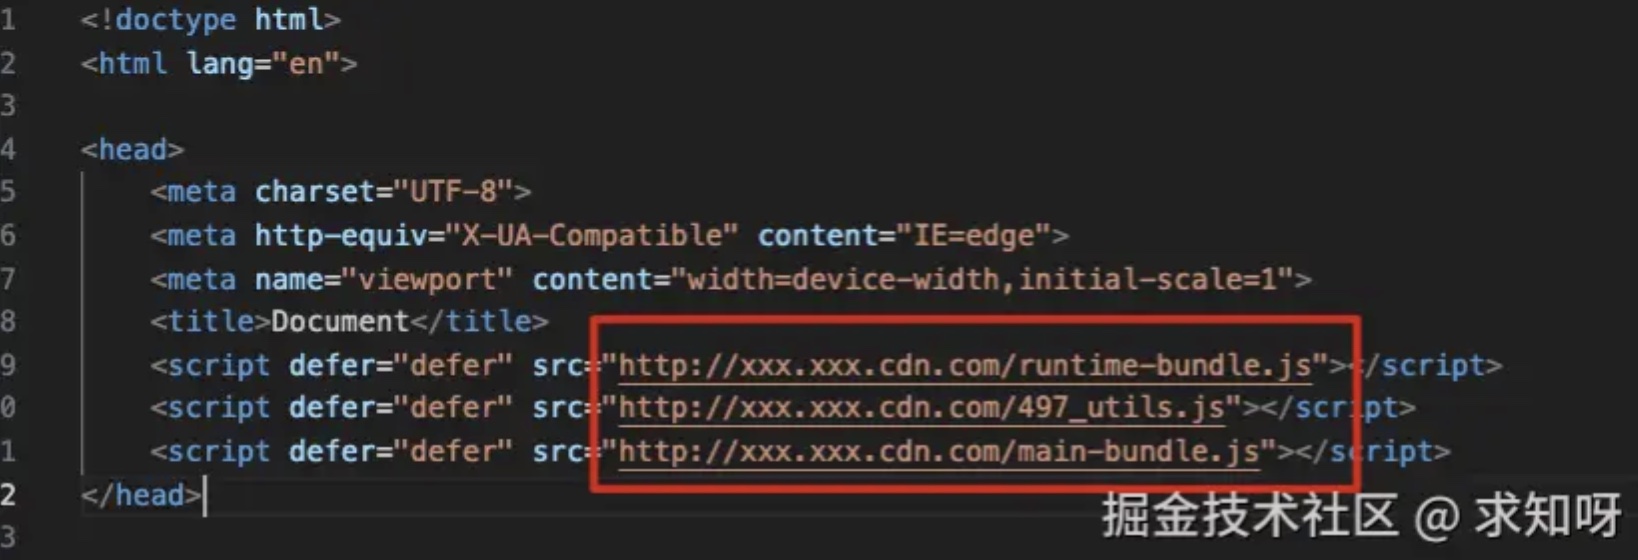 1 <!doctype html>
2 <html lang="en">
3
4 <head>
5 <meta charset="UTF-8">
6 <meta http-equiv="X-UA-Compatible" content="IE=edge">
7 <meta name="viewport" content="width=device-width,initial-scale=1">
8 <title>Document</title>
9 <script defer="defer" src="http://xxx.xxx.cdn.com/runtime-bundle.js"></script>
0 <script defer="defer" src="http://xxx.xxx.cdn.com/497_utils.js"></script>
1 <script defer="defer" src="http://xxx.xxx.cdn.com/main-bundle.js"></script>
2 </head>
3
掘金技术社区 @ 求知呀